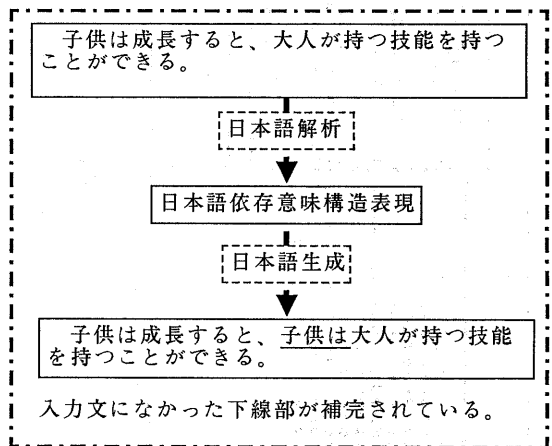 子供は成長すると、大人が持つ技能を持つ
ことができる。
日本語解析
日本語依存意味構造表現
日本語生成
子供は成長すると、子供は大人が持つ技能
を持つことができる。
入力文になかった下線部が補完されている。